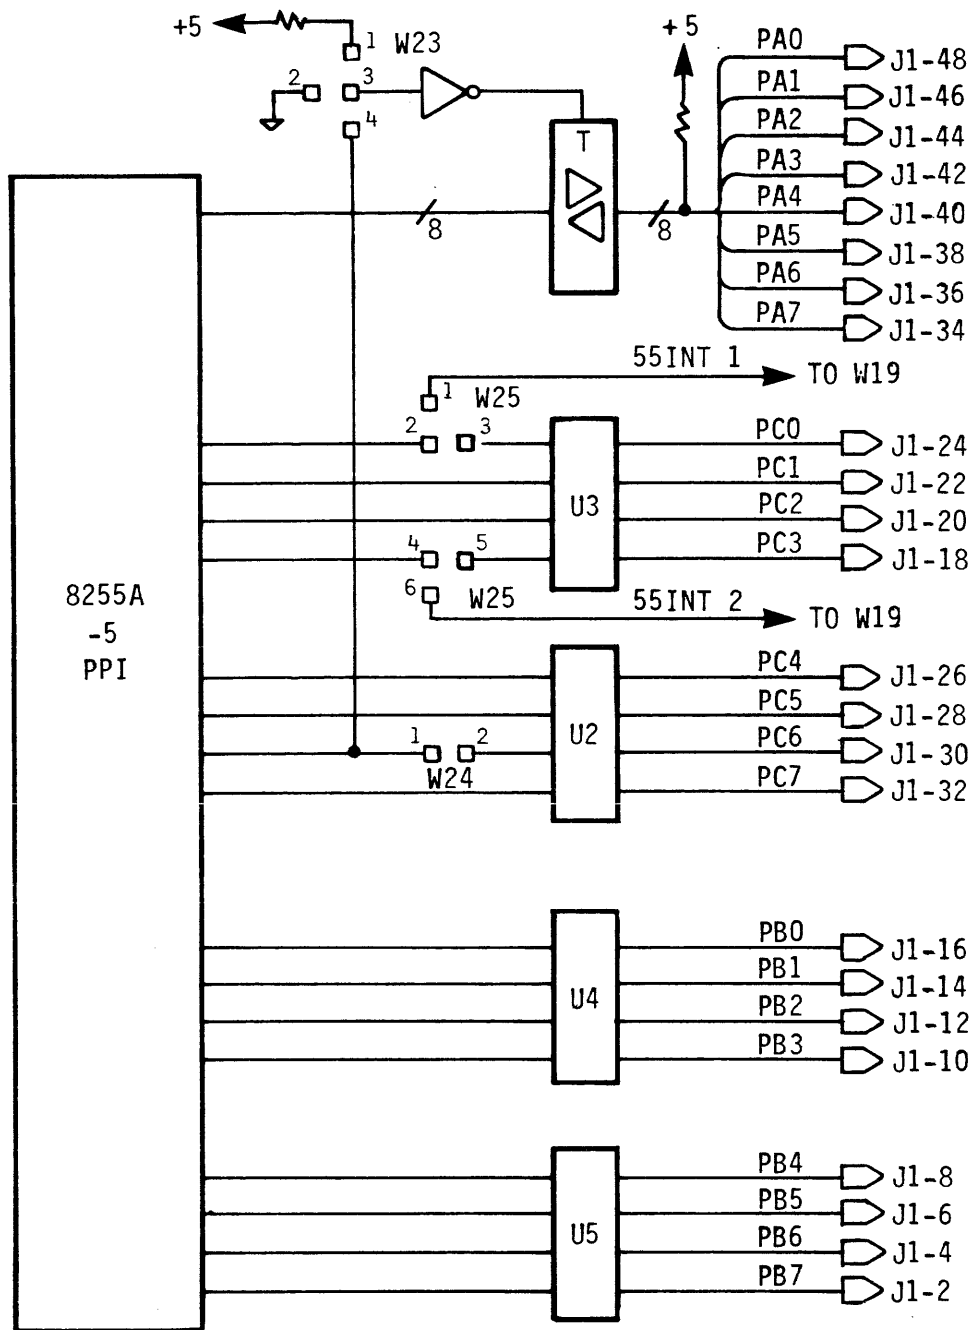 +5
1 W23
2 3
4
T
+5
PA0 J1-48
PA1 J1-46
PA2 J1-44
PA3 J1-42
PA4 J1-40
PA5 J1-38
PA6 J1-36
PA7 J1-34
8
8
55INT 1 TO W19
1 W25
2 3
PC0 J1-24
PC1 J1-22
U3
PC2 J1-20
4 5
PC3 J1-18
6 W25
55INT 2 TO W19
8255A
-5
PPI
PC4 J1-26
PC5 J1-28
U2
1 2
PC6 J1-30
W24
PC7 J1-32
PB0 J1-16
PB1 J1-14
U4
PB2 J1-12
PB3 J1-10
PB4 J1-8
PB5 J1-6
U5
PB6 J1-4
PB7 J1-2